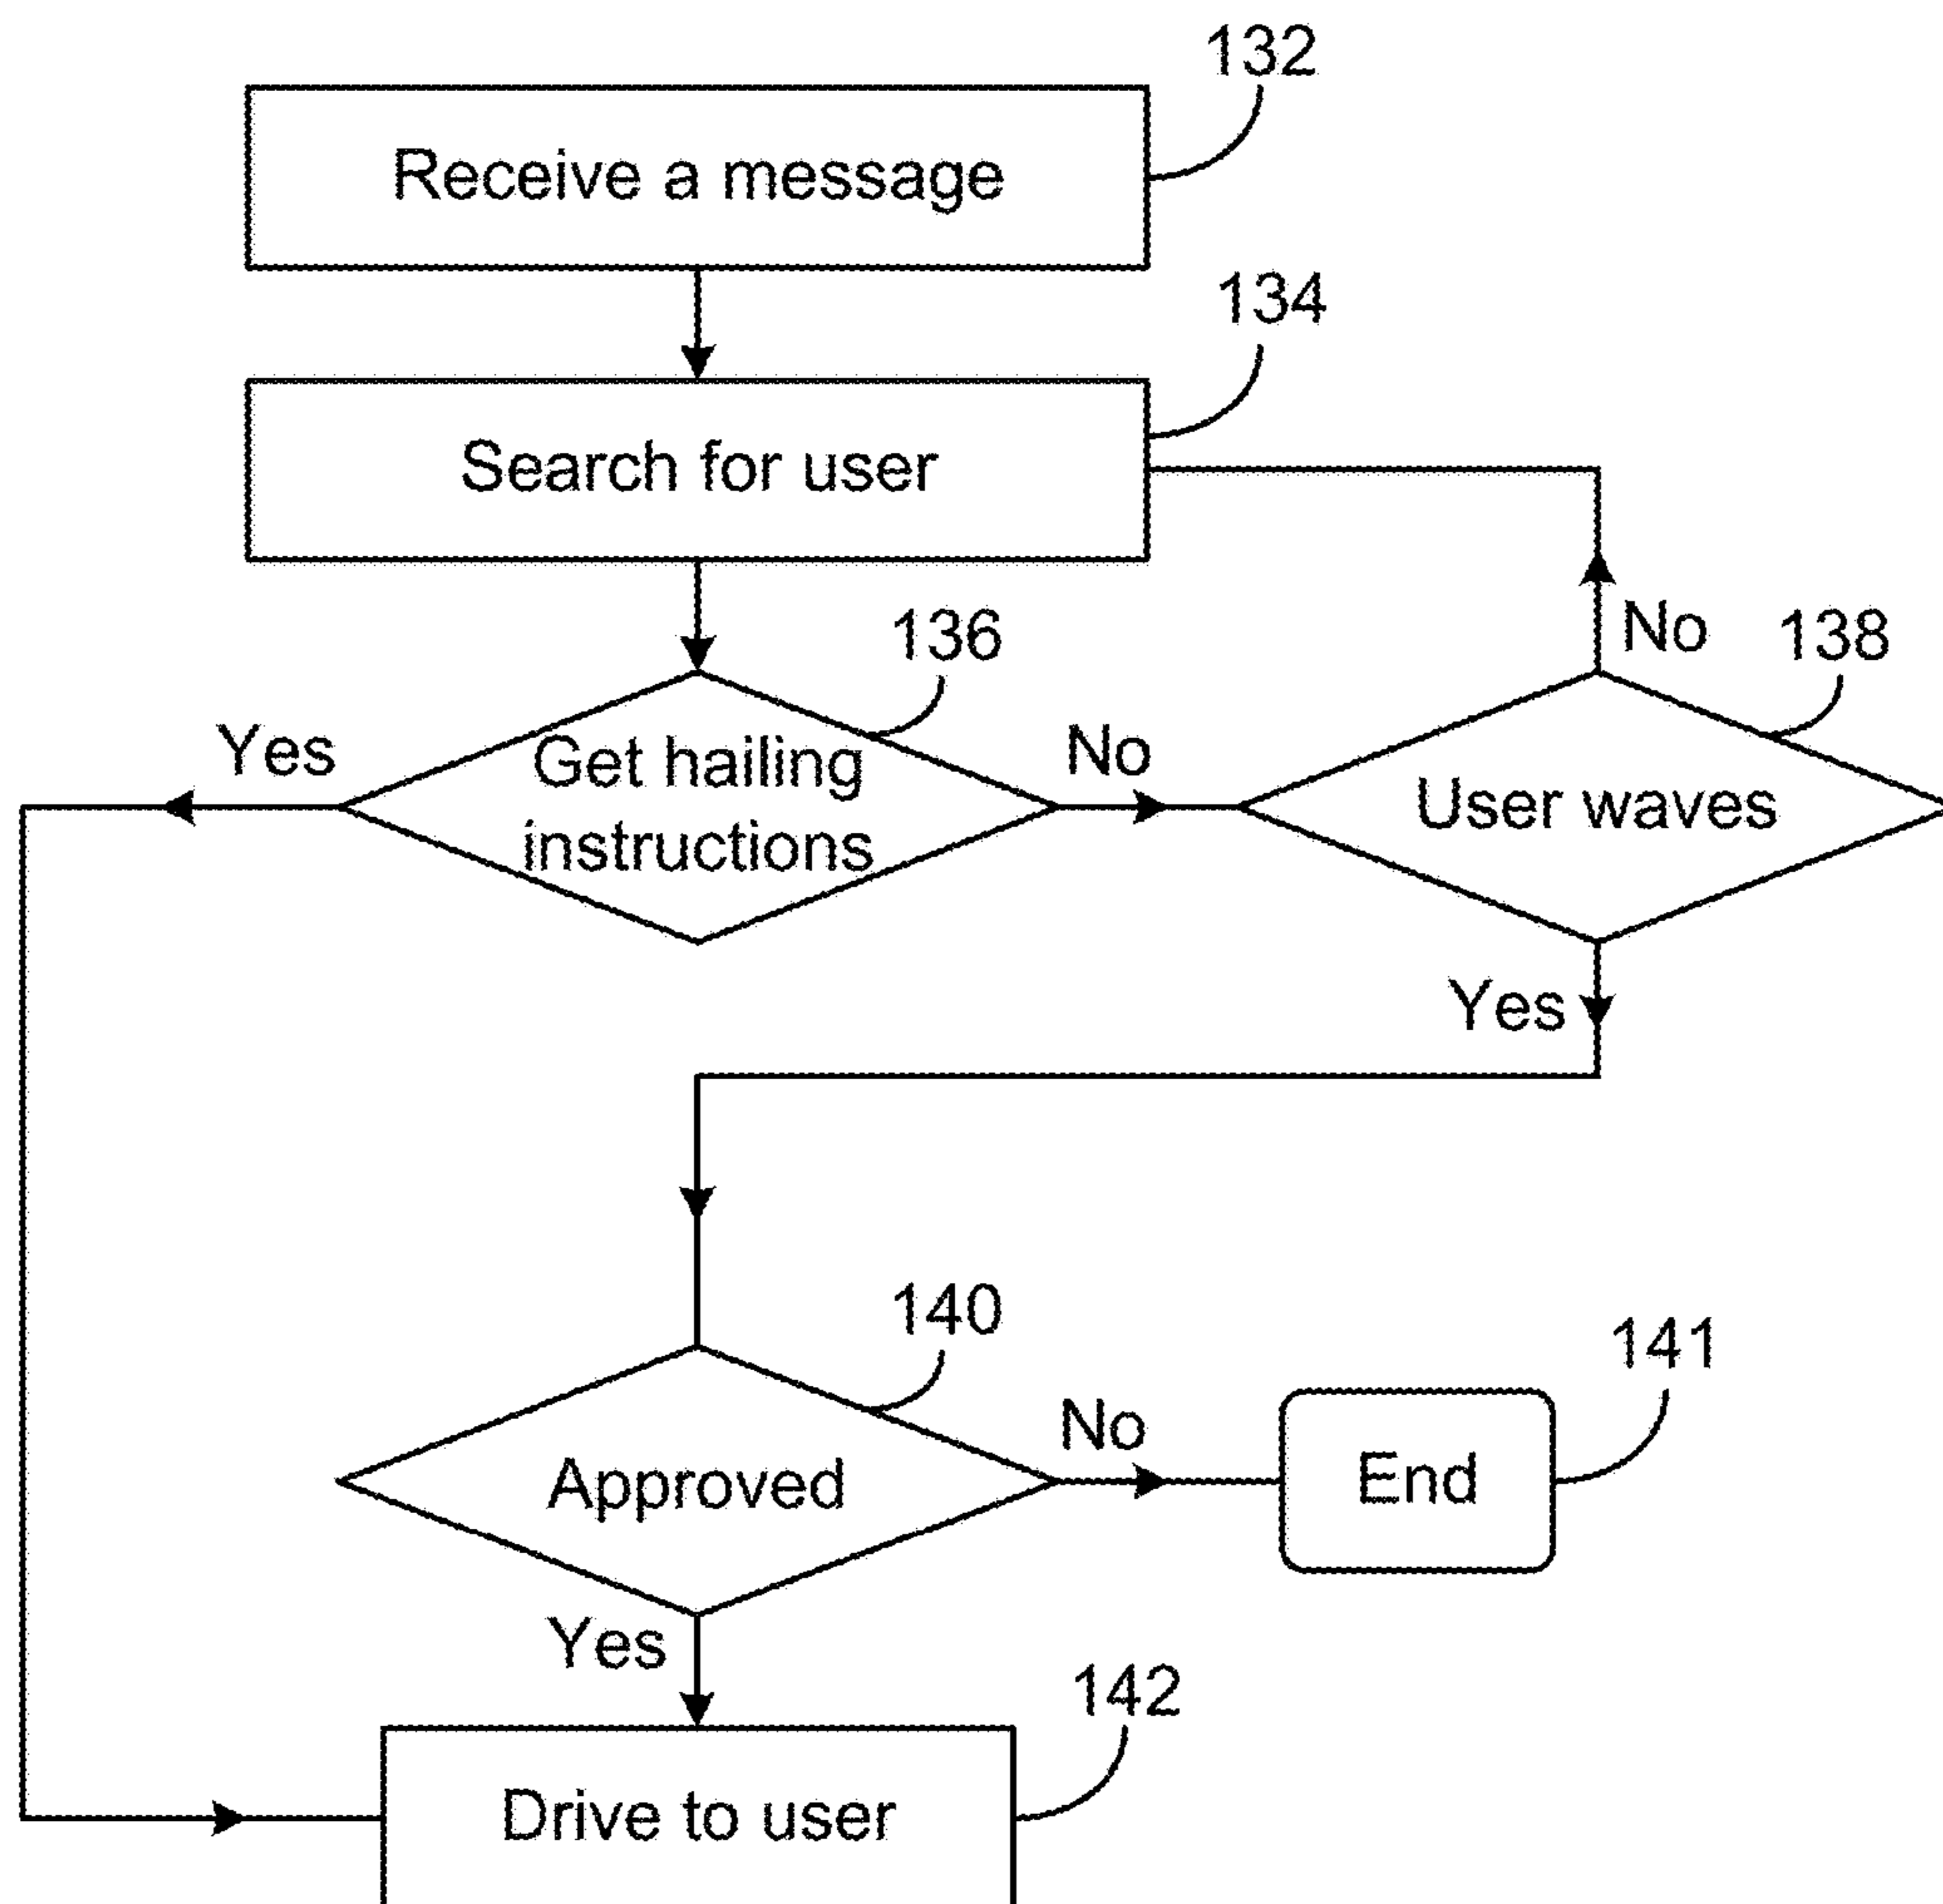 132
Receive a message
134
Search for user
136
No
138
Yes
Get hailing
instructions
No
User waves
Yes
140
141
No
Approved
End
Yes
142
Drive to user